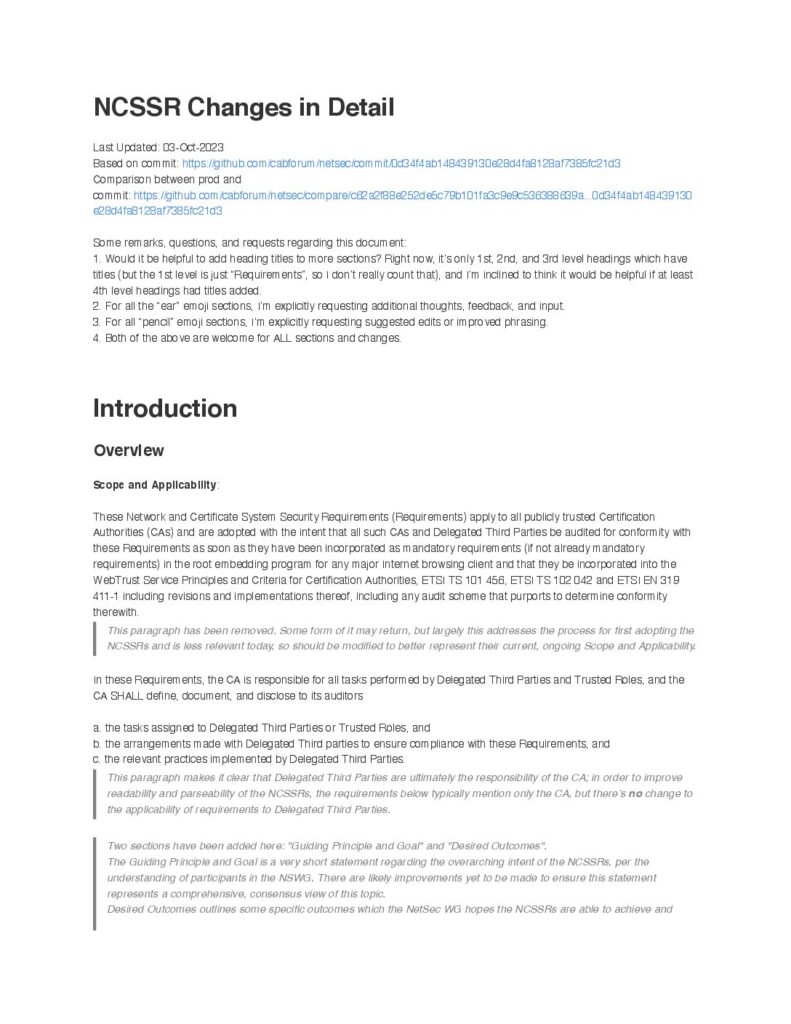 NCSSR Changes in Detail
Last Updated: 03-Oct-2023
Based on commit: https://github.com/cabforum/netsec/commit/0d34f4ab148439130e28d4fa8128af7385fc21d3
Comparison between prod and
commit: https://github.com/cabforum/netsec/compare/c62a2f88e252de5c79b101fa3c9e9c536388639a...0d34f4ab148439130
e28d4fa8128af7385fc21d3
Some remarks, questions, and requests regarding this document:
1. Would it be helpful to add heading titles to more sections? Right now, it's only 1st, 2nd, and 3rd level headings which have
titles (but the 1st level is just "Requirements", so I don't really count that), and I'm inclined to think it would be helpful if at least
4th level headings had titles added.
2. For all the "ear" emoji sections, I'm explicitly requesting additional thoughts, feedback, and input.
3. For all "pencil" emoji sections, I'm explicitly requesting suggested edits or improved phrasing.
4. Both of the above are welcome for ALL sections and changes.
Introduction
Overview
Scope and Applicability:
These Network and Certificate System Security Requirements (Requirements) apply to all publicly trusted Certification
Authorities (CAs) and are adopted with the intent that all such CAs and Delegated Third Parties be audited for conformity with
these Requirements as soon as they have been incorporated as mandatory requirements (if not already mandatory
requirements) in the root embedding program for any major Internet browsing client and that they be incorporated into the
WebTrust Service Principles and Criteria for Certification Authorities, ETSI TS 101 456, ETSI TS 102 042 and ETSI EN 319
411-1 including revisions and implementations thereof, including any audit scheme that purports to determine conformity
therewith.
This paragraph has been removed. Some form of it may return, but largely this addresses the process for first adopting the
NCSSRs and is less relevant today, so should be modified to better represent their current, ongoing Scope and Applicability.
In these Requirements, the CA is responsible for all tasks performed by Delegated Third Parties and Trusted Roles, and the
CA SHALL define, document, and disclose to its auditors
a. the tasks assigned to Delegated Third Parties or Trusted Roles, and
b. the arrangements made with Delegated Third parties to ensure compliance with these Requirements, and
c. the relevant practices implemented by Delegated Third Parties.
This paragraph makes it clear that Delegated Third Parties are ultimately the responsibility of the CA; in order to improve
readability and parseability of the NCSSRs, the requirements below typically mention only the CA, but there's no change to
the applicability of requirements to Delegated Third Parties.
Two sections have been added here: "Guiding Principle and Goal" and "Desired Outcomes".
The Guiding Principle and Goal is a very short statement regarding the overarching intent of the NCSSRs, per the
understanding of participants in the NSWG. There are likely improvements yet to be made to ensure this statement
represents a comprehensive, consensus view of this topic.
Desired Outcomes outlines some specific outcomes which the NetSec WG hopes the NCSSRs are able to achieve and